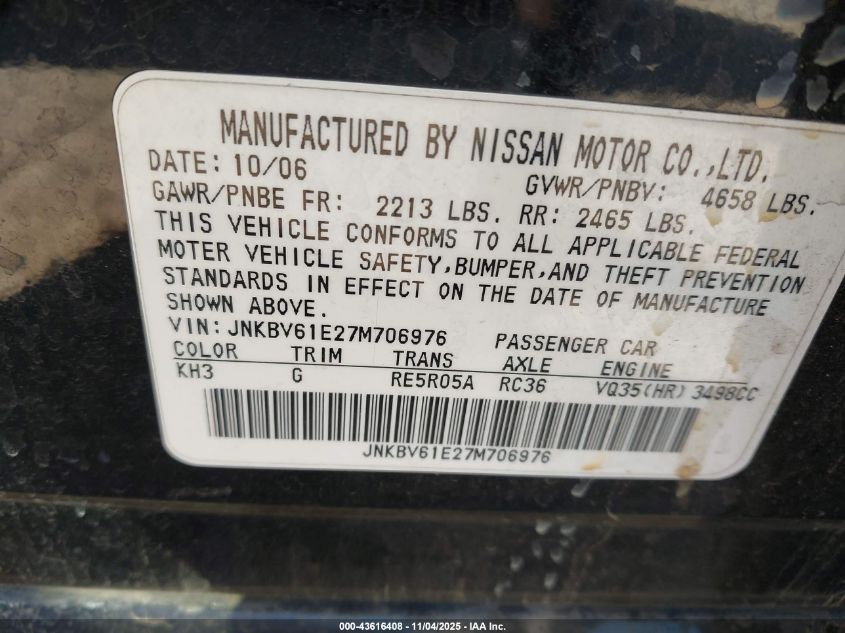 MANUFACTURED BY NISSAN MOTOR CO.,LTD.
DATE: 10/06 GVWR/PNBV: 4658 LBS.
GAWR/PNBE FR: 2213 LBS. RR: 2465 LBS.
THIS VEHICLE CONFORMS TO ALL APPLICABLE FEDERAL
MOTER VEHICLE SAFETY,BUMPER,AND THEFT PREVENTION
STANDARDS IN EFFECT ON THE DATE OF MANUFACTURE
SHOWN ABOVE.
VIN: JNKBV61E27M706976 PASSENGER CAR
COLOR TRIM TRANS AXLE ENGINE
KH3 G RE5R05A RC36 VQ35(HR) 3498CC
JNKBV61E27M706976
000-43616408 - 11/04/2025 - IAA Inc.